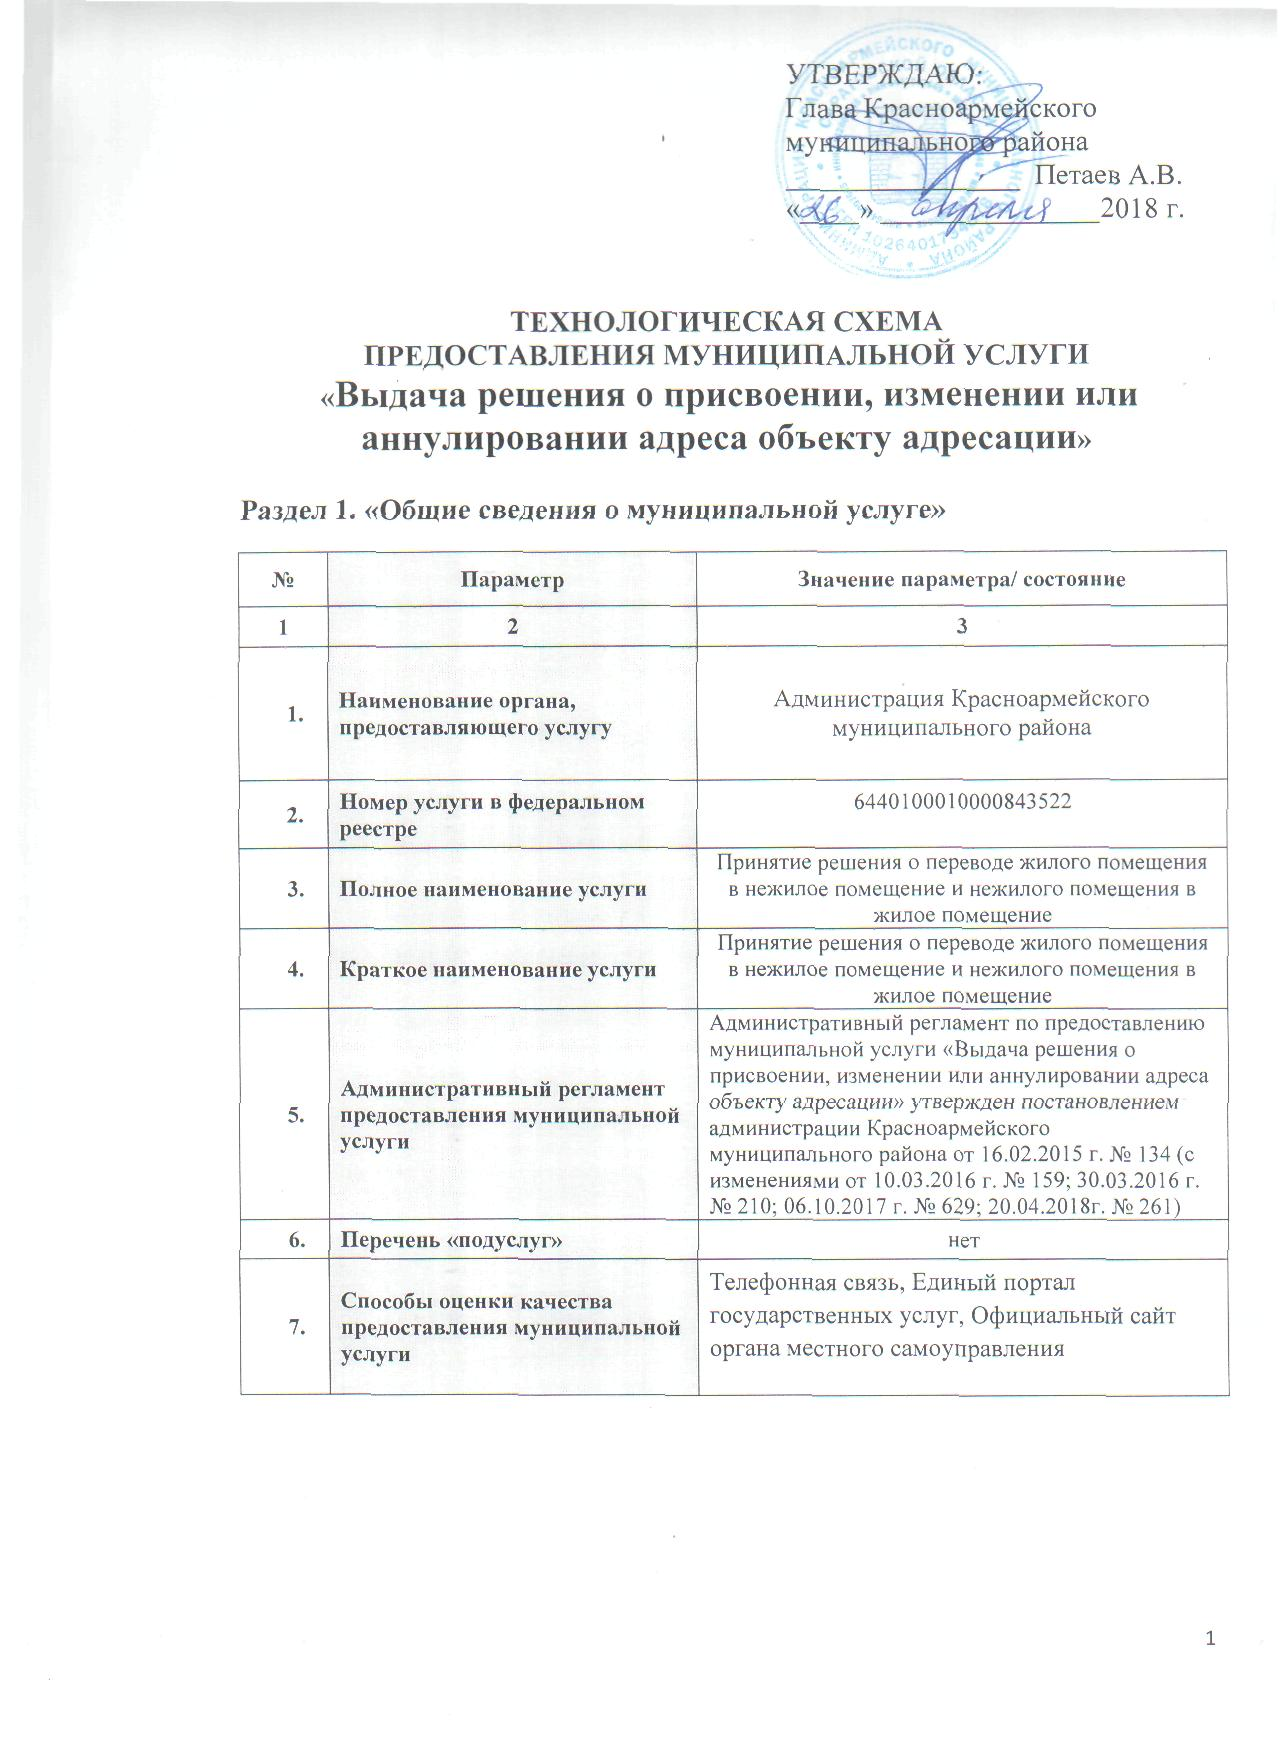 УТВЕРЖДАЮ:
Глава Красноармейского
муниципального района
Петаев А.В.
«26» апреля 2018 г.
ТЕХНОЛОГИЧЕСКАЯ СХЕМА
ПРЕДОСТАВЛЕНИЯ МУНИЦИПАЛЬНОЙ УСЛУГИ
«Выдача решения о присвоении, изменении или
аннулировании адреса объекту адресации»
Раздел 1. «Общие сведения о муниципальной услуге»
№ Параметр Значение параметра/ состояние
1 2 3
1. Наименование органа,
предоставляющего услугу
Администрация Красноармейского
муниципального района
2. Номер услуги в федеральном
реестре
6440100010000843522
3. Полное наименование услуги
Принятие решения о переводе жилого помещения
в нежилое помещение и нежилого помещения в
жилое помещение
4. Краткое наименование услуги
Принятие решения о переводе жилого помещения
в нежилое помещение и нежилого помещения в
жилое помещение
5. Административный регламент
предоставления муниципальной
услуги
Административный регламент по предоставлению
муниципальной услуги «Выдача решения о
присвоении, изменении или аннулировании адреса
объекту адресации» утвержден постановлением
администрации Красноармейского
муниципального района от 16.02.2015 г. № 134 (с
изменениями от 10.03.2016 г. № 159; 30.03.2016 г.
№ 210; 06.10.2017 г. № 629; 20.04.2018г. № 261)
6. Перечень «подуслуг» нет
7. Способы оценки качества
предоставления муниципальной
услуги
Телефонная связь, Единый портал
государственных услуг, Официальный сайт
органа местного самоуправления
1